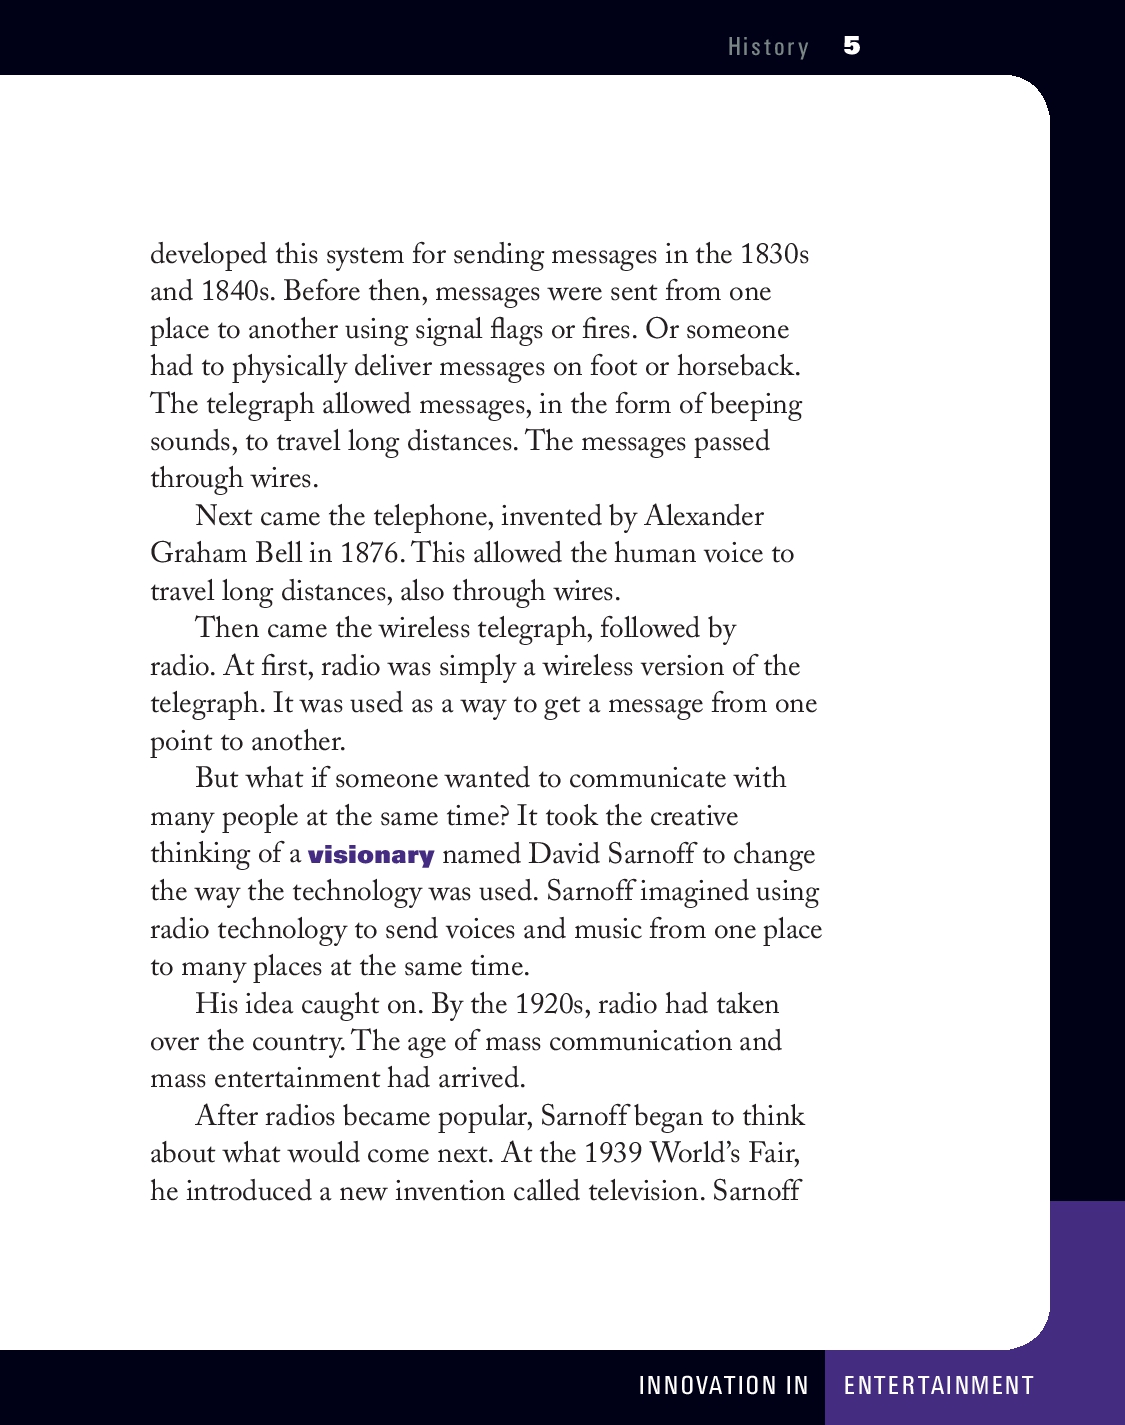 History 5
developed this system for sending messages in the 1830s
and 1840s. Before then, messages were sent from one
place to another using signal flags or fires. Or someone
had to physically deliver messages on foot or horseback.
The telegraph allowed messages, in the form of beeping
sounds, to travel long distances. The messages passed
through wires.
Next came the telephone, invented by Alexander
Graham Bell in 1876. This allowed the human voice to
travel long distances, also through wires.
Then came the wireless telegraph, followed by
radio. At first, radio was simply a wireless version of the
telegraph. It was used as a way to get a message from one
point to another.
But what if someone wanted to communicate with
many people at the same time? It took the creative
thinking of a visionary named David Sarnoff to change
the way the technology was used. Sarnoff imagined using
radio technology to send voices and music from one place
to many places at the same time.
His idea caught on. By the 1920s, radio had taken
over the country. The age of mass communication and
mass entertainment had arrived.
After radios became popular, Sarnoff began to think
about what would come next. At the 1939 World’s Fair,
he introduced a new invention called television. Sarnoff
INNOVATION IN ENTERTAINMENT